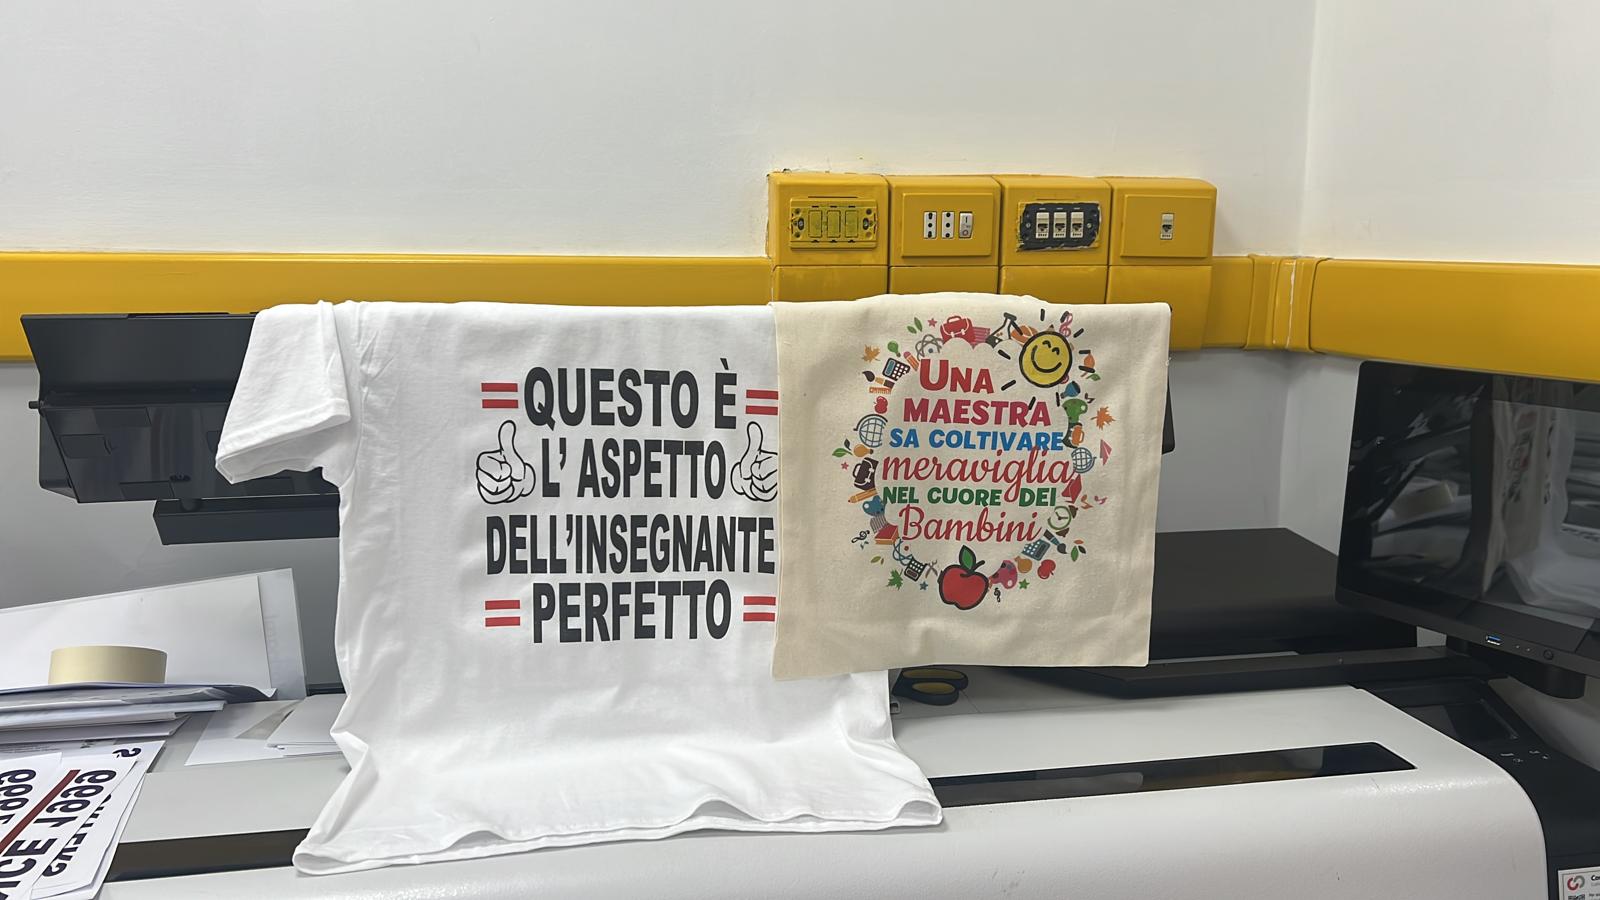 QUESTO È
L' ASPETTO
DELL'INSEGNANTE
PERFETTO
UNA
MAESTRA
SA COLTIVARE
meraviglia
NEL CUORE DEI
Bambini